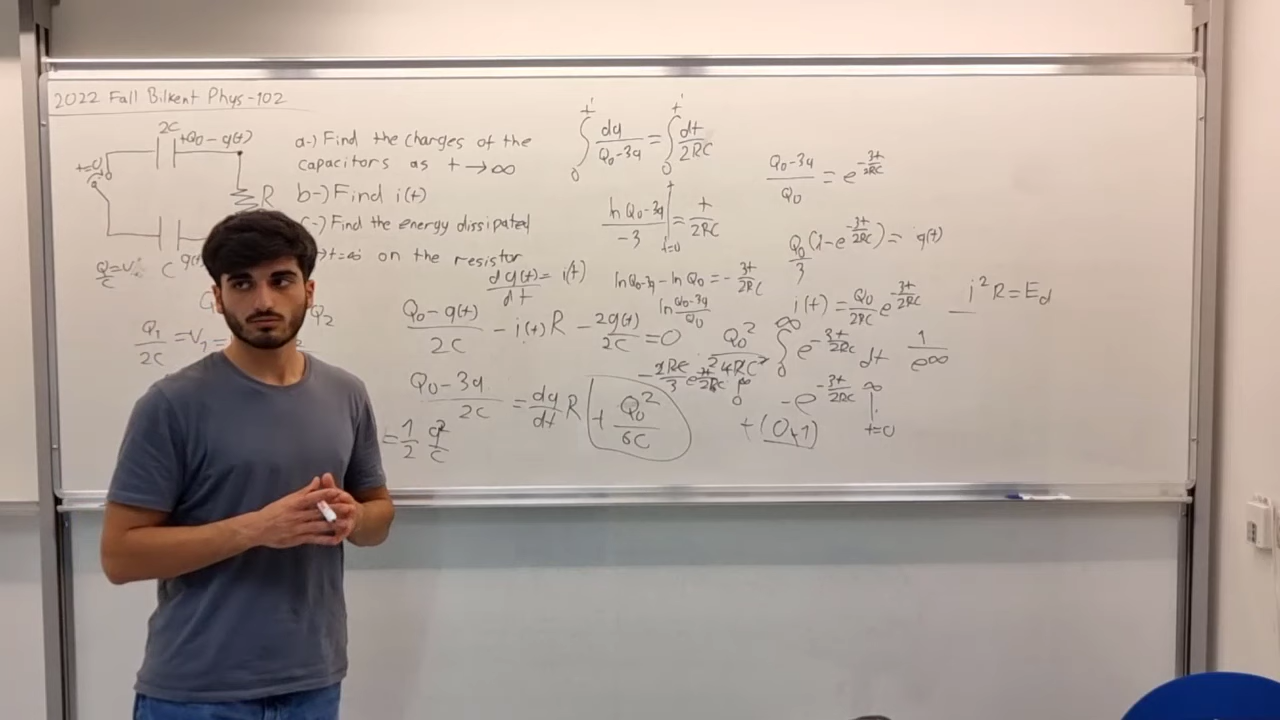 2022 Fall Bilkent Phys-102
2C
+Q0-q(t)
t=0
R
C
q(t)
Q/C=V
Q1/2C=V1
Q2
a-) Find the charges of the
capacitors as t→∞
b-) Find i(t)
c-) Find the energy dissipated
t=∞ on the resistor
dq(t)/dt = i(t)
(Q0-q(t))/2C - i(t)R - 2q(t)/2C = 0
(Q0-3q)/2C = dq/dt R
+ Q0²/6C
= 1/2 q²/C
∫0^t' dq/(Q0-3q) = ∫0^t' dt/2RC
ln Q0-3q/-3 | t=0 = t/2RC
ln Q0-3q - ln Q0 = -3t/2RC
ln (Q0-3q)/Q0
(Q0-3q)/Q0 = e^(-3t/2RC)
Q0/3 (1-e^(-3t/2RC)) = q(t)
i(t) = Q0/2RC e^(-3t/2RC)
i²R = Ed
∫0^∞ e^(-3t/2RC) dt
1/e^∞
-e^(-3t/2RC) |t=0^∞
+(0+1)